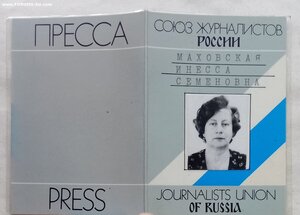 ПРЕССА
PRESS
СОЮЗ ЖУРНАЛИСТОВ
РОССИИ
МАХОВСКАЯ
ИНЕССА
СЕМЕНОВНА
JOURNALISTS UNION
OF RUSSIA